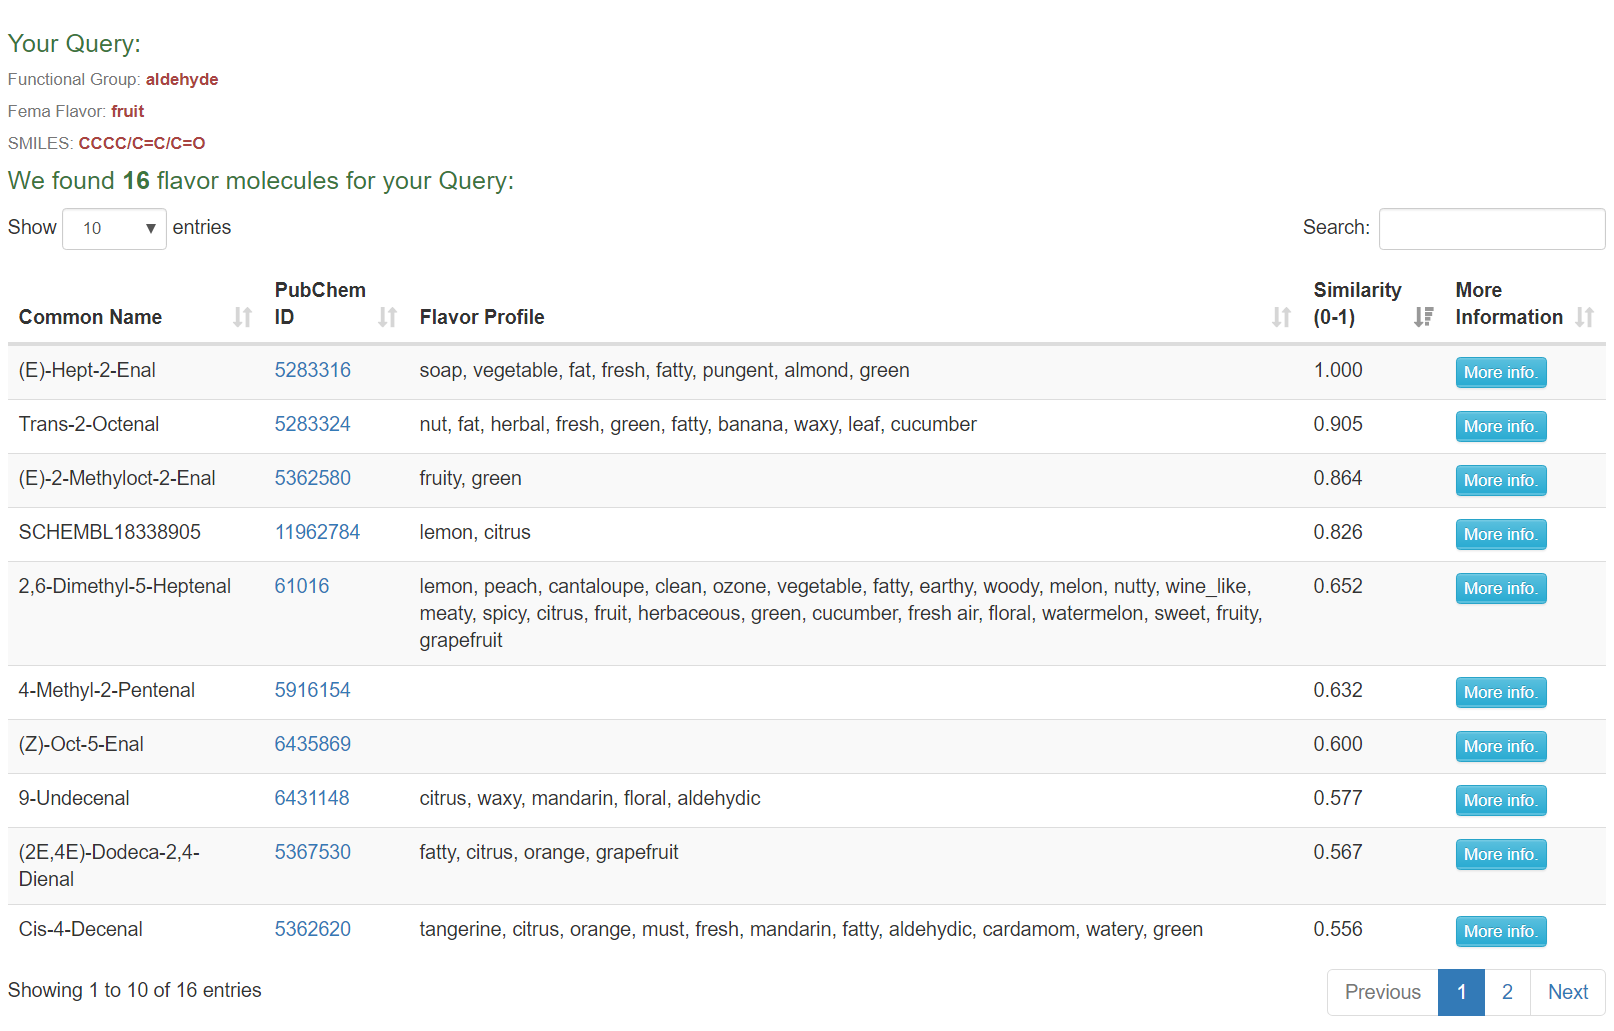 Your Query:
Functional Group: aldehyde
Fema Flavor: fruit
SMILES: CCCC/C=C/C=O
We found 16 flavor molecules for your Query:
Show 10 entries Search:
Common Name PubChem ID Flavor Profile Similarity (0-1) More Information
(E)-Hept-2-Enal 5283316 soap, vegetable, fat, fresh, fatty, pungent, almond, green 1.000 More info.
Trans-2-Octenal 5283324 nut, fat, herbal, fresh, green, fatty, banana, waxy, leaf, cucumber 0.905 More info.
(E)-2-Methyloct-2-Enal 5362580 fruity, green 0.864 More info.
SCHEMBL18338905 11962784 lemon, citrus 0.826 More info.
2,6-Dimethyl-5-Heptenal 61016 lemon, peach, cantaloupe, clean, ozone, vegetable, fatty, earthy, woody, melon, nutty, wine_like, 0.652 More info.
meaty, spicy, citrus, fruit, herbaceous, green, cucumber, fresh air, floral, watermelon, sweet, fruity,
grapefruit
4-Methyl-2-Pentenal 5916154 0.632 More info.
(Z)-Oct-5-Enal 6435869 0.600 More info.
9-Undecenal 6431148 citrus, waxy, mandarin, floral, aldehydic 0.577 More info.
(2E,4E)-Dodeca-2,4- 5367530 fatty, citrus, orange, grapefruit 0.567 More info.
Dienal
Cis-4-Decenal 5362620 tangerine, citrus, orange, must, fresh, mandarin, fatty, aldehydic, cardamom, watery, green 0.556 More info.
Showing 1 to 10 of 16 entries Previous 1 2 Next